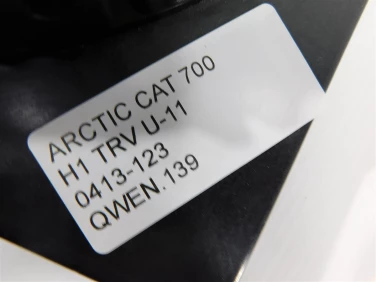 ARCTIC CAT 700
H1 TRV U-11
0413-123
QWEN.139